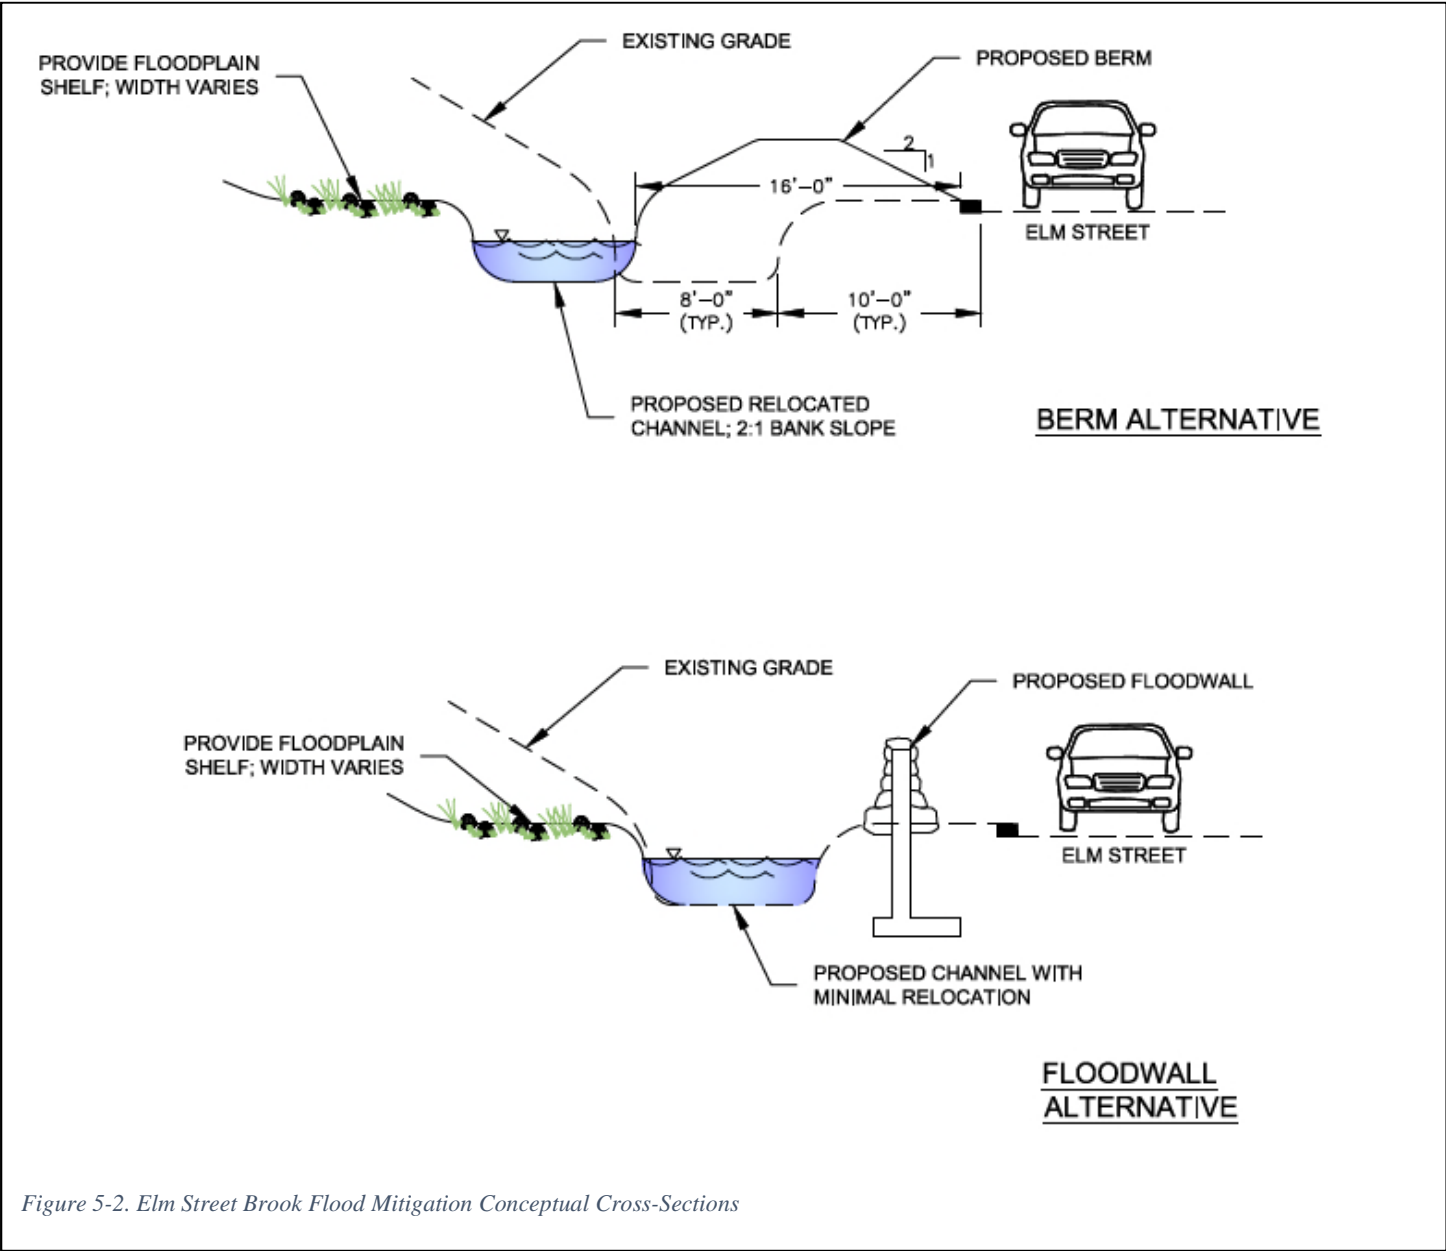 EXISTING GRADE
PROVIDE FLOODPLAIN
SHELF; WIDTH VARIES
PROPOSED BERM
2
1
16'-0"
ELM STREET
8'-0"
(TYP.)
10'-0"
(TYP.)
PROPOSED RELOCATED
CHANNEL; 2:1 BANK SLOPE
BERM ALTERNATIVE
EXISTING GRADE
PROPOSED FLOODWALL
PROVIDE FLOODPLAIN
SHELF; WIDTH VARIES
ELM STREET
PROPOSED CHANNEL WITH
MINIMAL RELOCATION
FLOODWALL
ALTERNATIVE
Figure 5-2. Elm Street Brook Flood Mitigation Conceptual Cross-Sections